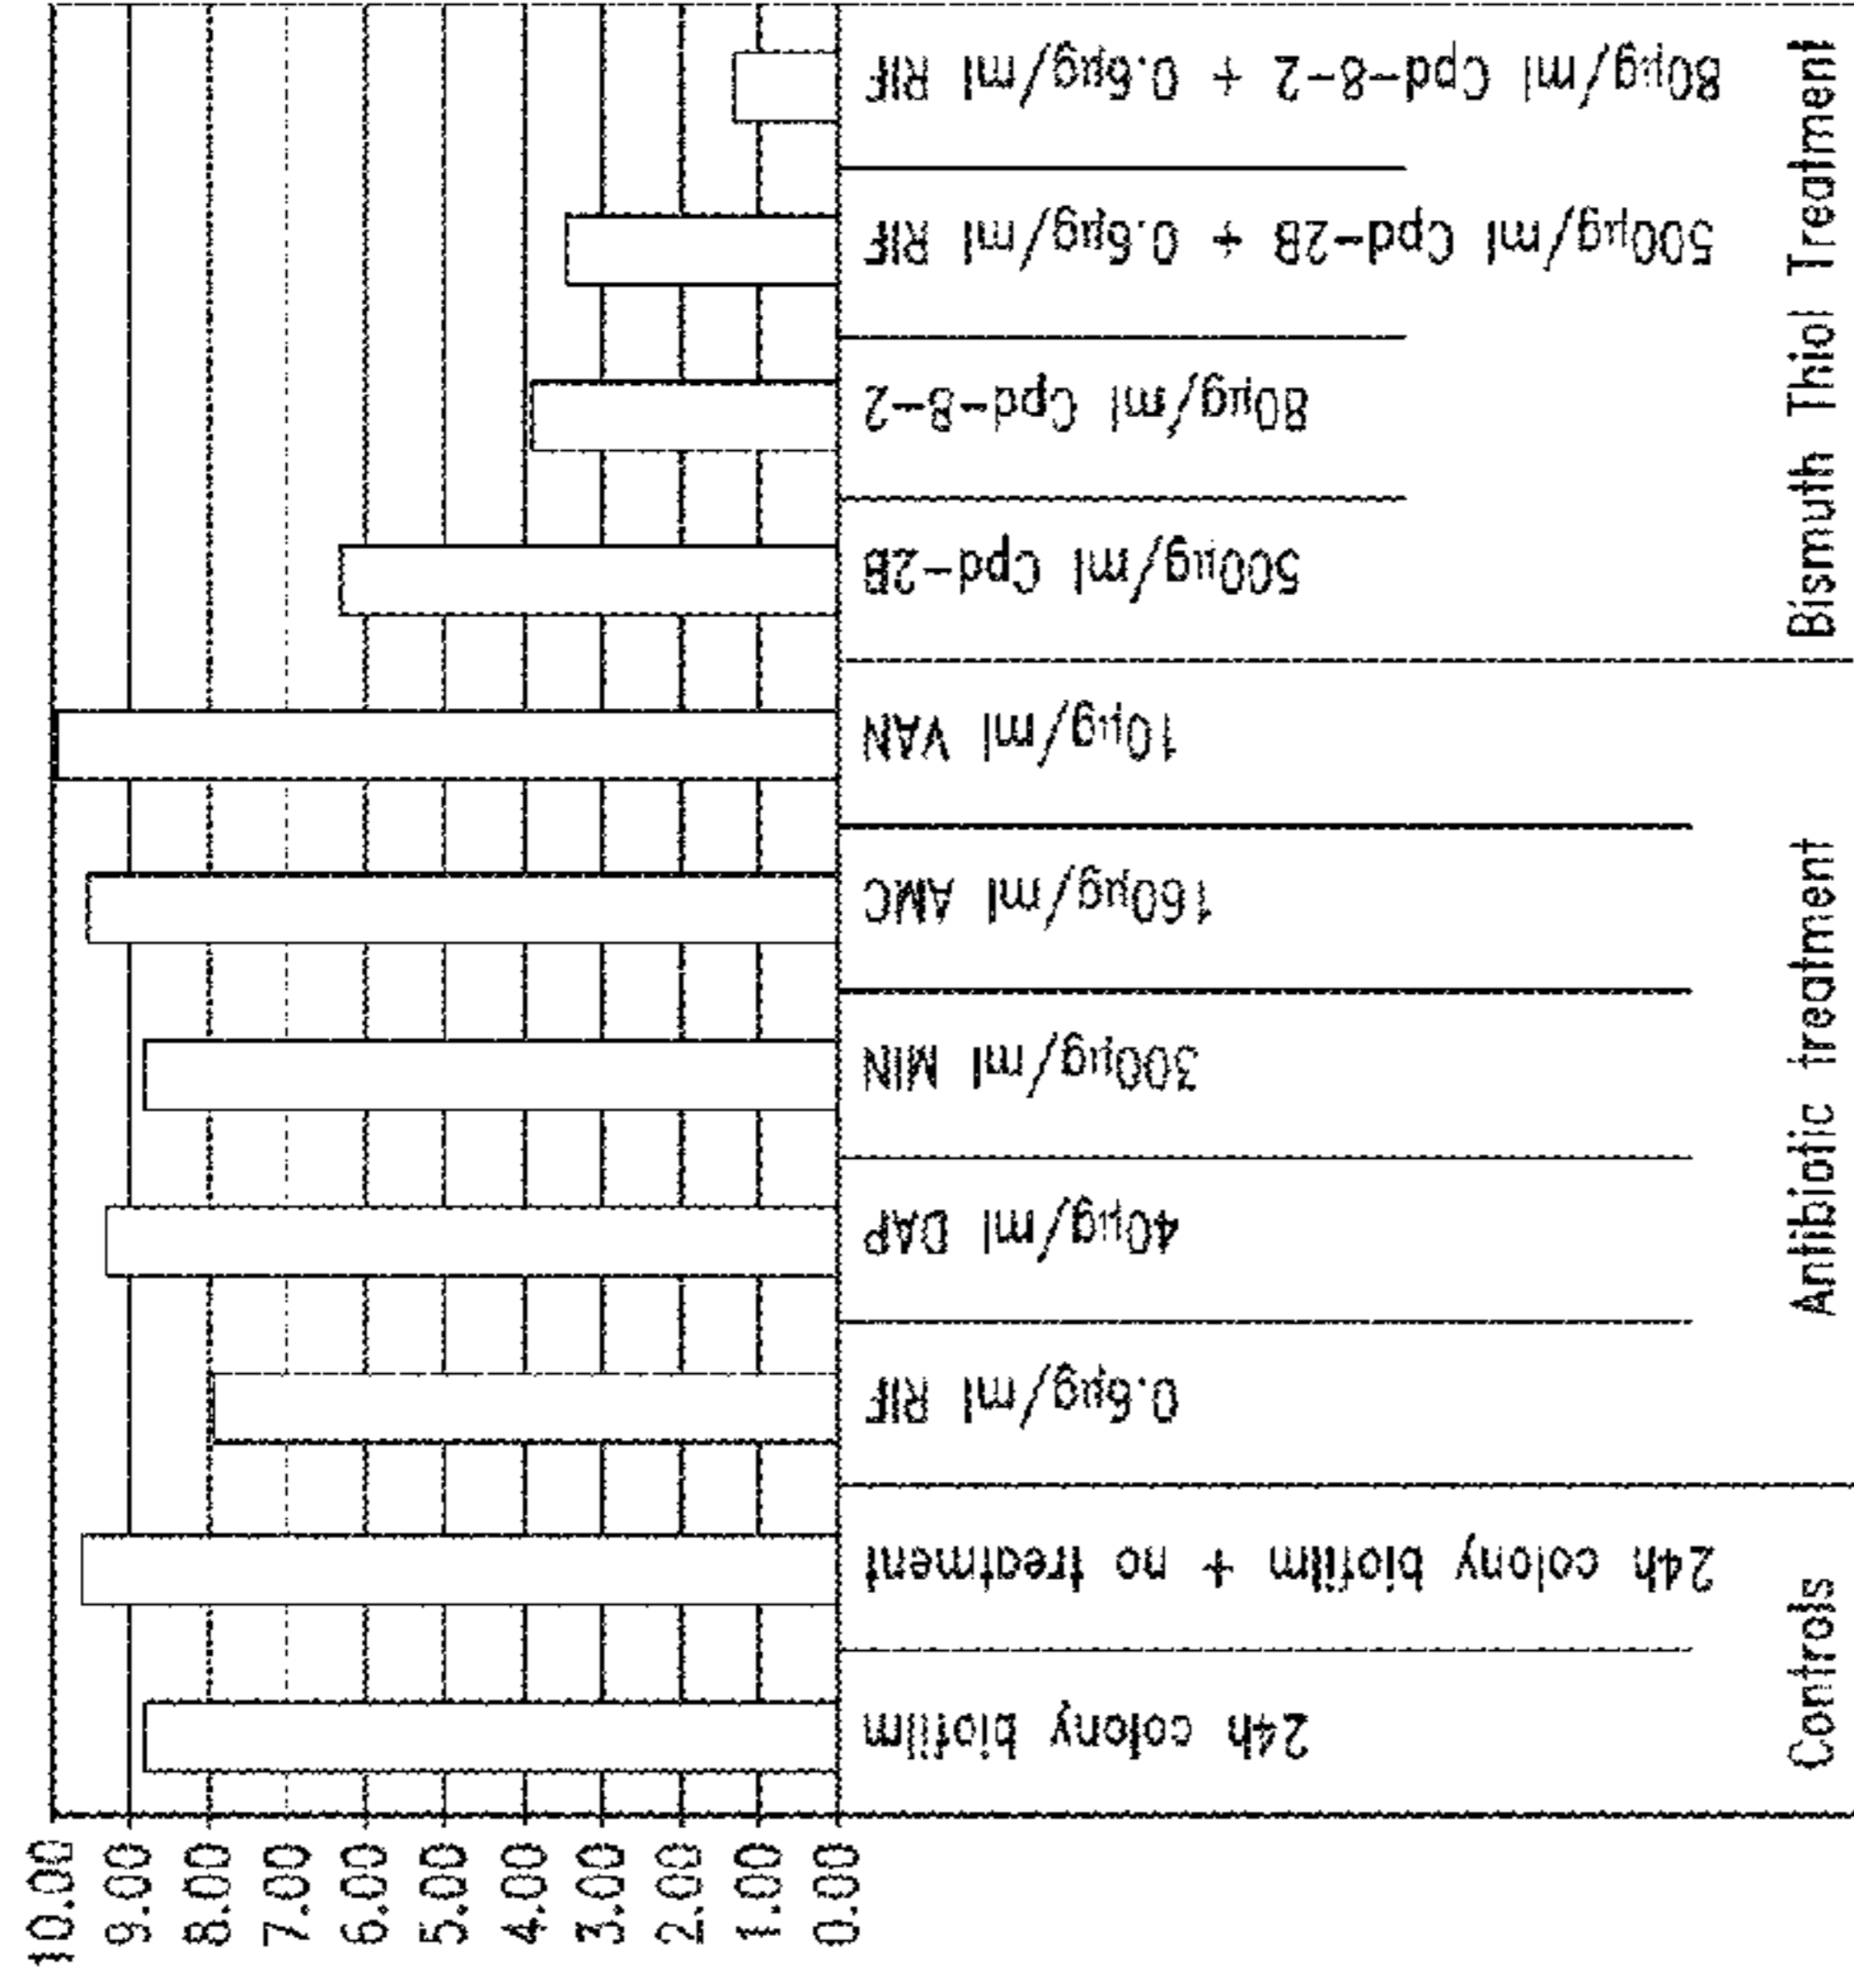 10.00
9.00
8.00
7.00
6.00
5.00
4.00
3.00
2.00
1.00
0.00
24h colony biofilm
24h colony biofilm + no treatment
0.6µg/ml RIF
40µg/ml DAP
300µg/ml MIN
160µg/ml AMC
10µg/ml VAN
500µg/ml Cpd-2B
80µg/ml Cpd-8-2
500µg/ml Cpd-2B + 0.6µg/ml RIF
80µg/ml Cpd-8-2 + 0.6µg/ml RIF
Controls
Antibiotic treatment
Bismuth Thiol Treatment